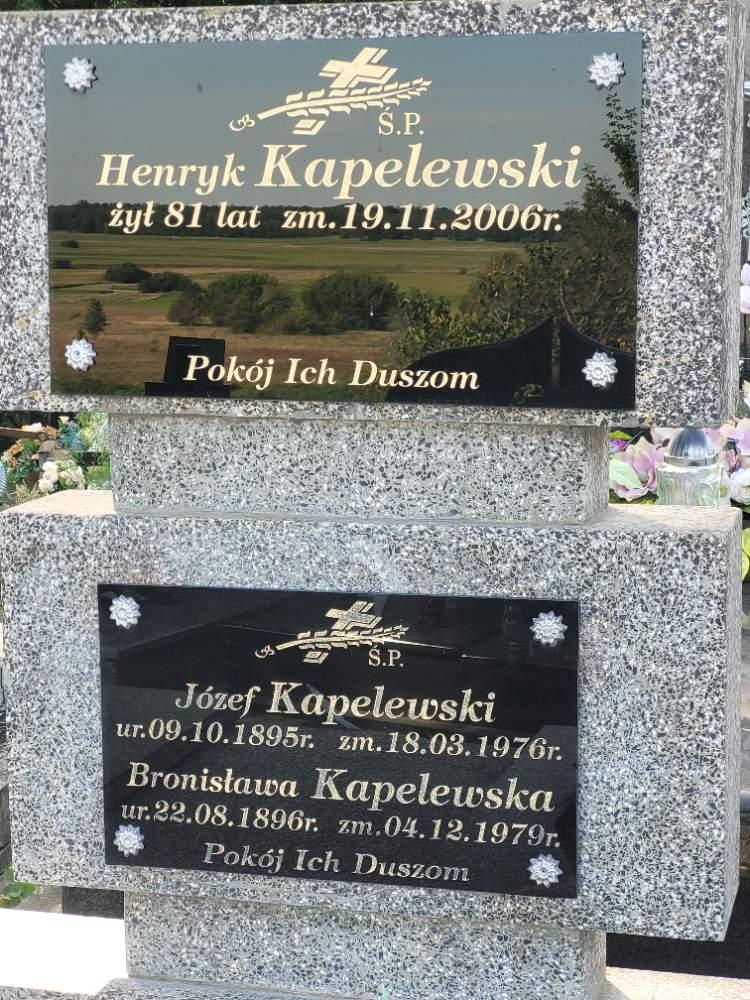 Ś.P.
Henryk Kapelewski
żył 81 lat zm.19.11.2006r.
Pokój Ich Duszom
Ś.P.
Józef Kapelewski
ur.09.10.1895r. zm.18.03.1976r.
Bronisława Kapelewska
ur.22.08.1896r. zm.04.12.1979r.
Pokój Ich Duszom